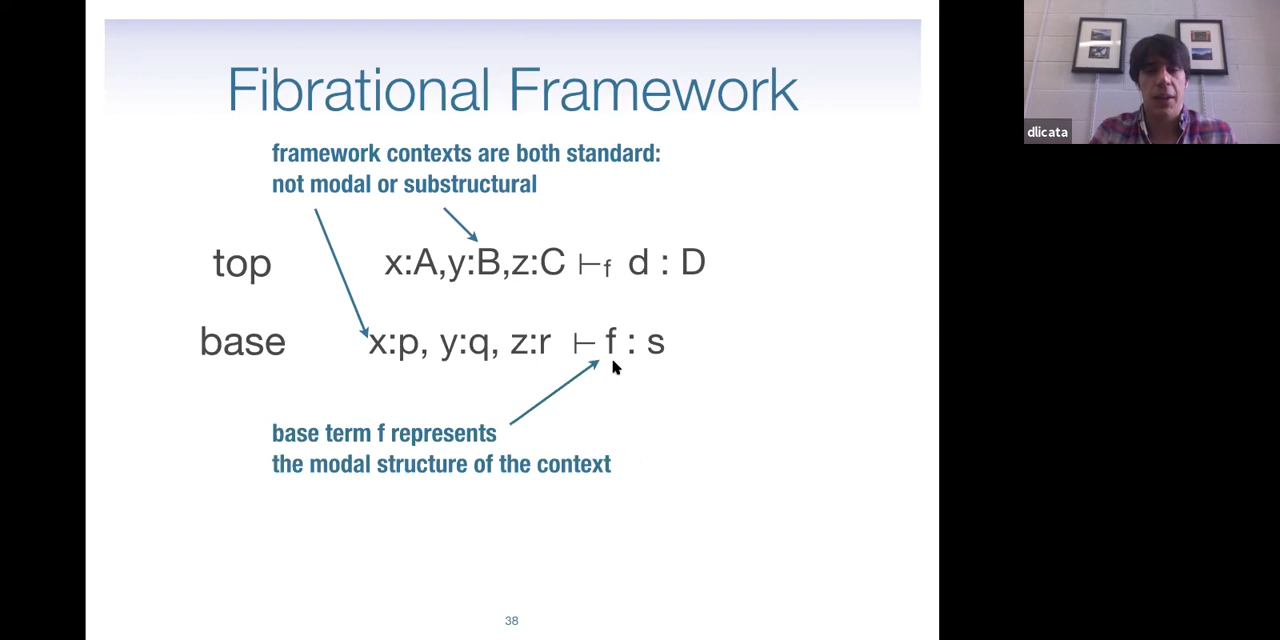 Fibrational Framework
dlicata
framework contexts are both standard:
not modal or substructural
top x:A,y:B,z:C ⊢f d : D
base x:p, y:q, z:r ⊢ f : s
base term f represents
the modal structure of the context
38